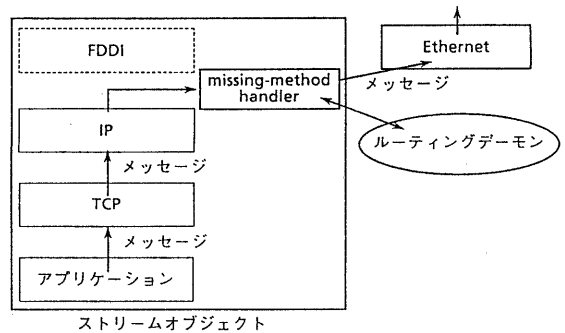 FDDI
Ethernet
missing-method
handler
メッセージ
IP
ルーティングデーモン
メッセージ
TCP
メッセージ
アプリケーション
ストリームオブジェクト